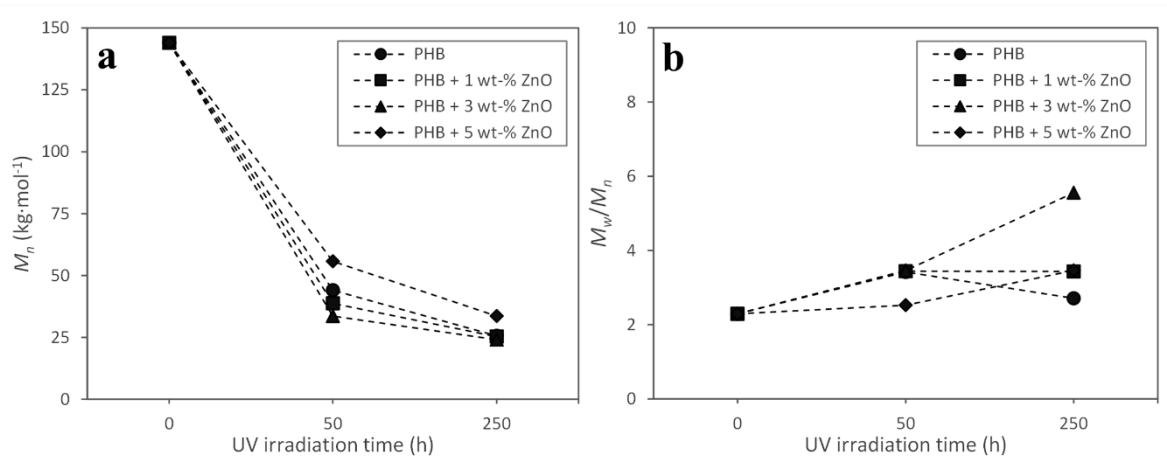 a
150
125
100
75
50
25
0
Mn (kg·mol-1)
0
50
250
UV irradiation time (h)
PHB
PHB + 1 wt-% ZnO
PHB + 3 wt-% ZnO
PHB + 5 wt-% ZnO
b
10
8
6
4
2
0
Mw/Mn
0
50
250
UV irradiation time (h)
PHB
PHB + 1 wt-% ZnO
PHB + 3 wt-% ZnO
PHB + 5 wt-% ZnO